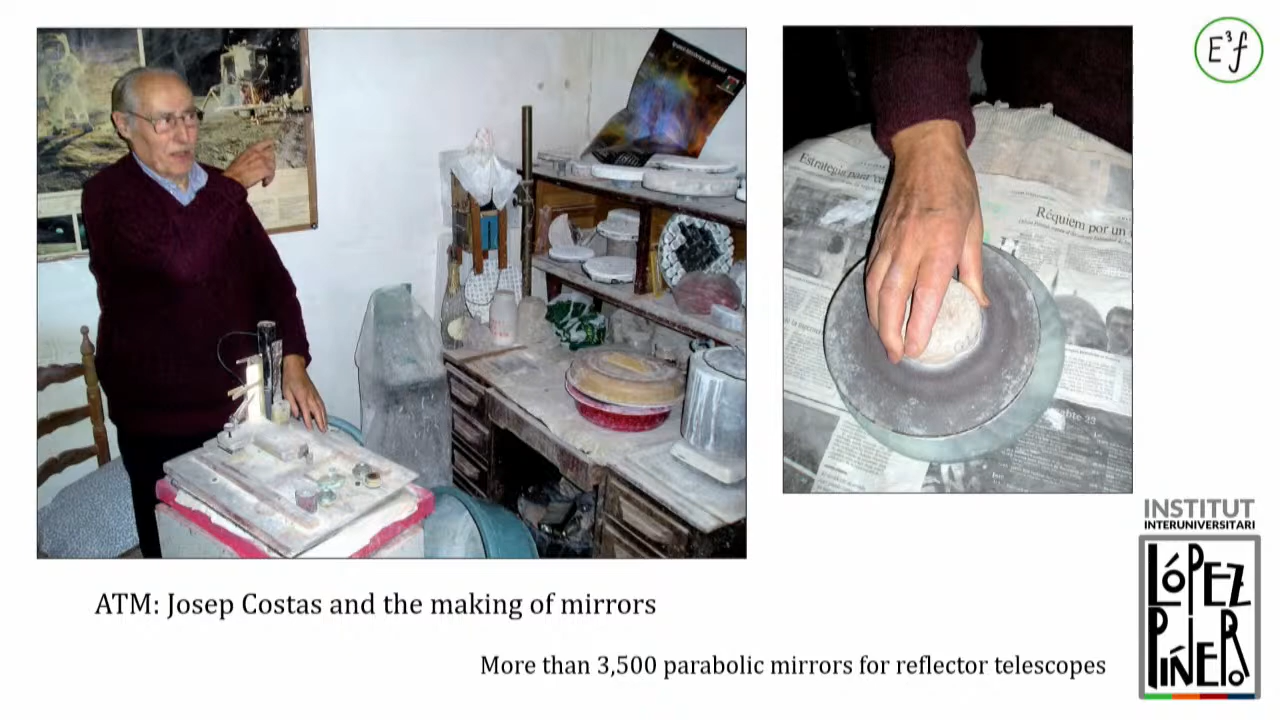 E³f
Estrategia para
Réquiem por un
INSTITUT
INTERUNIVERSITARI
LÓPEZ
PIÑERO
ATM: Josep Costas and the making of mirrors
More than 3,500 parabolic mirrors for reflector telescopes